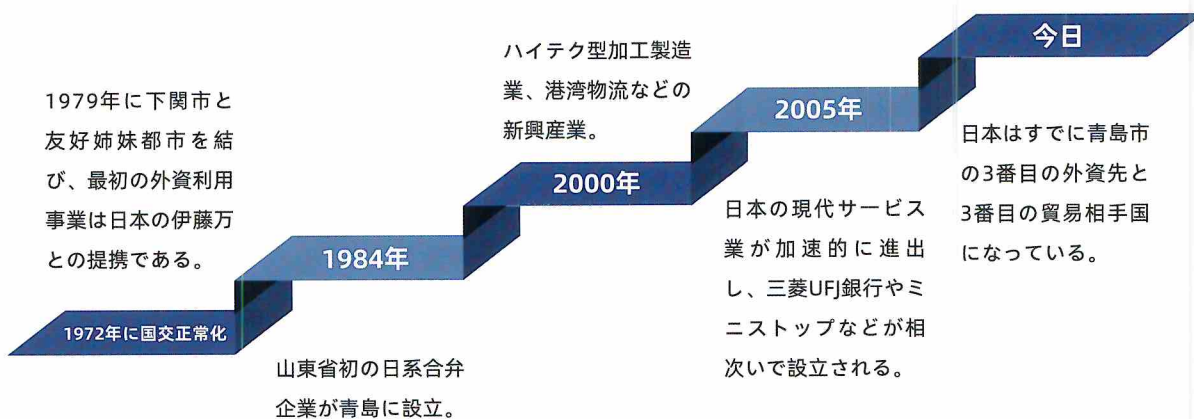 1979年に下関市と
友好姉妹都市を結
び、最初の外資利用
事業は日本の伊藤万
との提携である。
1972年に国交正常化
1984年
山東省初の日系合弁
企業が青島に設立。
ハイテク型加工製造
業、港湾物流などの
新興産業。
2000年
2005年
日本の現代サービス
業が加速的に進出
し、三菱UFJ銀行やミ
ニストップなどが相
次いで設立される。
今日
日本はすでに青島市
の3番目の外資先と
3番目の貿易相手国
になっている。